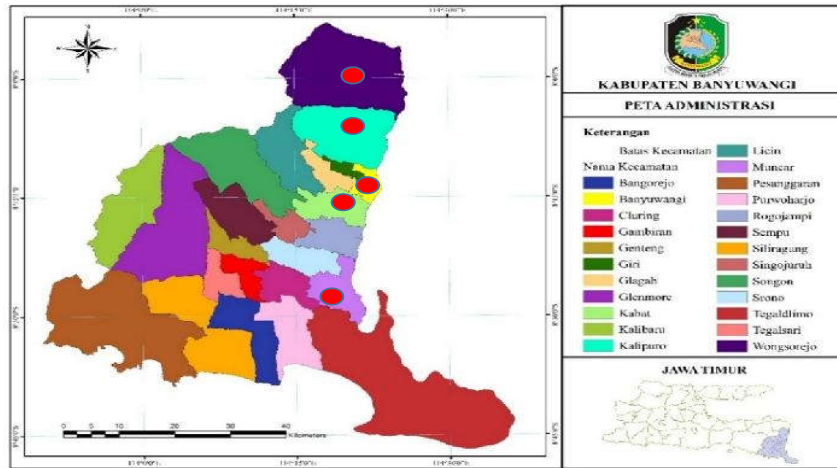 KABUPATEN BANYUWANGI
PETA ADMINISTRASI
Keterangan
Batas Kecamatan
Nama Kecamatan
Bangorejo
Banyuwangi
Cluring
Gambiran
Genteng
Giri
Glagah
Glenmore
Kabat
Kalibaru
Kalipuro
Licin
Muncar
Pesanggaran
Purwoharjo
Rogojampi
Sempu
Siliragung
Singojuruh
Songon
Srono
Tegaldlimo
Tegalsari
Wongsorejo
JAWA TIMUR
0 5 10 20 30 40
Kilometers